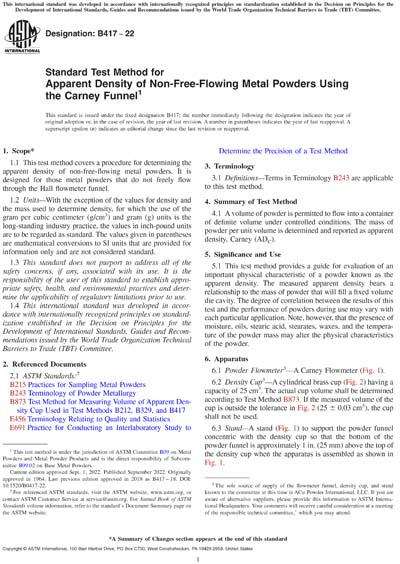 This international standard was developed in accordance with internationally recognized principles on standardization established in the Decision on Principles for the
Development of International Standards, Guides and Recommendations issued by the World Trade Organization Technical Barriers to Trade (TBT) Committee.
ASTM
INTERNATIONAL
Designation: B417 − 22
Standard Test Method for
Apparent Density of Non-Free-Flowing Metal Powders Using
the Carney Funnel1
This standard is issued under the fixed designation B417; the number immediately following the designation indicates the year of
original adoption or, in the case of revision, the year of last revision. A number in parentheses indicates the year of last reapproval. A
superscript epsilon (ε) indicates an editorial change since the last revision or reapproval.
1. Scope*
1.1 This test method covers a procedure for determining the
apparent density of non-free-flowing metal powders. It is
designed for those metal powders that do not freely flow
through the Hall flowmeter funnel.
1.2 Units—With the exception of the values for density and
the mass used to determine density, for which the use of the
gram per cubic centimeter (g/cm3) and gram (g) units is the
long-standing industry practice, the values in inch-pound units
are to be regarded as standard. The values given in parentheses
are mathematical conversions to SI units that are provided for
information only and are not considered standard.
1.3 This standard does not purport to address all of the
safety concerns, if any, associated with its use. It is the
responsibility of the user of this standard to establish appro-
priate safety, health, and environmental practices and deter-
mine the applicability of regulatory limitations prior to use.
1.4 This international standard was developed in accor-
dance with internationally recognized principles on standard-
ization established in the Decision on Principles for the
Development of International Standards, Guides and Recom-
mendations issued by the World Trade Organization Technical
Barriers to Trade (TBT) Committee.
2. Referenced Documents
2.1 ASTM Standards:2
B215 Practices for Sampling Metal Powders
B243 Terminology of Powder Metallurgy
B873 Test Method for Measuring Volume of Apparent Den-
sity Cup Used in Test Methods B212, B329, and B417
E456 Terminology Relating to Quality and Statistics
E691 Practice for Conducting an Interlaboratory Study to
Determine the Precision of a Test Method
3. Terminology
3.1 Definitions—Terms in Terminology B243 are applicable
to this test method.
4. Summary of Test Method
4.1 A volume of powder is permitted to flow into a container
of definite volume under controlled conditions. The mass of
powder per unit volume is determined and reported as apparent
density, Carney (ADC).
5. Significance and Use
5.1 This test method provides a guide for evaluation of an
important physical characteristic of a powder known as the
apparent density. The measured apparent density bears a
relationship to the mass of powder that will fill a fixed volume
die cavity. The degree of correlation between the results of this
test and the performance of powders during use may vary with
each particular application. Note, however, that the presence of
moisture, oils, stearic acid, stearates, waxes, and the tempera-
ture of the powder mass may alter the physical characteristics
of the powder.
6. Apparatus
6.1 Powder Flowmeter3—A Carney Flowmeter (Fig. 1).
6.2 Density Cup3—A cylindrical brass cup (Fig. 2) having a
capacity of 25 cm3. The actual cup volume shall be determined
according to Test Method B873. If the measured volume of the
cup is outside the tolerance in Fig. 2 (25 ± 0.03 cm3), the cup
shall not be used.
6.3 Stand—A stand (Fig. 1) to support the powder funnel
concentric with the density cup so that the bottom of the
powder funnel is approximately 1 in. (25 mm) above the top of
the density cup when the apparatus is assembled as shown in
Fig. 1.
1 This test method is under the jurisdiction of ASTM Committee B09 on Metal
Powders and Metal Powder Products and is the direct responsibility of Subcom-
mittee B09.02 on Base Metal Powders.
Current edition approved Sept. 1, 2022. Published September 2022. Originally
approved in 1964. Last previous edition approved in 2018 as B417 – 18. DOI:
10.1520/B0417-22.
2 For referenced ASTM standards, visit the ASTM website, www.astm.org, or
contact ASTM Customer Service at service@astm.org. For Annual Book of ASTM
Standards volume information, refer to the standard's Document Summary page on
the ASTM website.
3 The sole source of supply of the flowmeter funnel, density cup, and stand
known to the committee at this time is ACu Powder International, LLC. If you are
aware of alternative suppliers, please provide this information to ASTM Interna-
tional Headquarters. Your comments will receive careful consideration at a meeting
of the responsible technical committee,1 which you may attend.
*A Summary of Changes section appears at the end of this standard
Copyright © ASTM International, 100 Barr Harbor Drive, PO Box C700, West Conshohocken, PA 19428-2959. United States
1